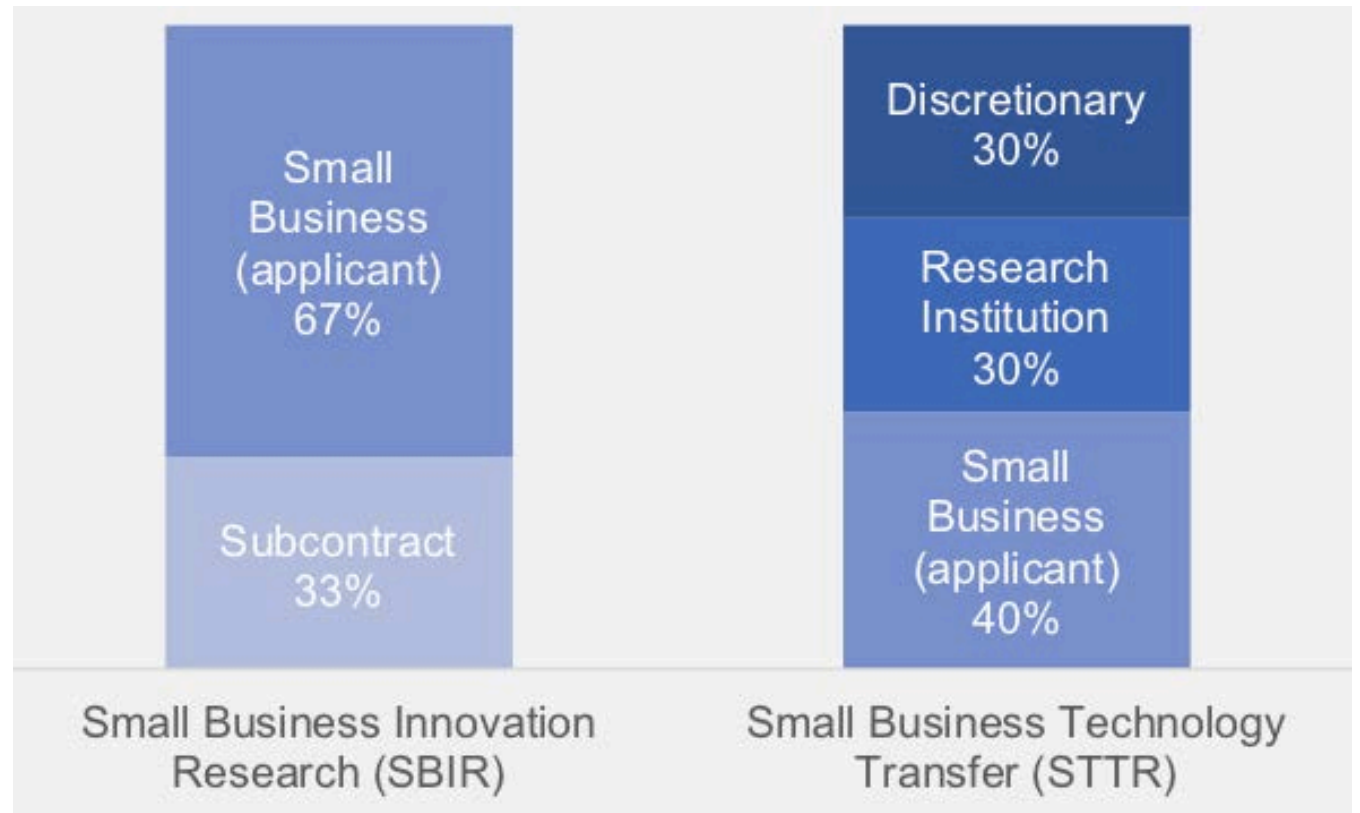 Small
Business
(applicant)
67%
Subcontract
33%
Small Business Innovation
Research (SBIR)
Discretionary
30%
Research
Institution
30%
Small
Business
(applicant)
40%
Small Business Technology
Transfer (STTR)